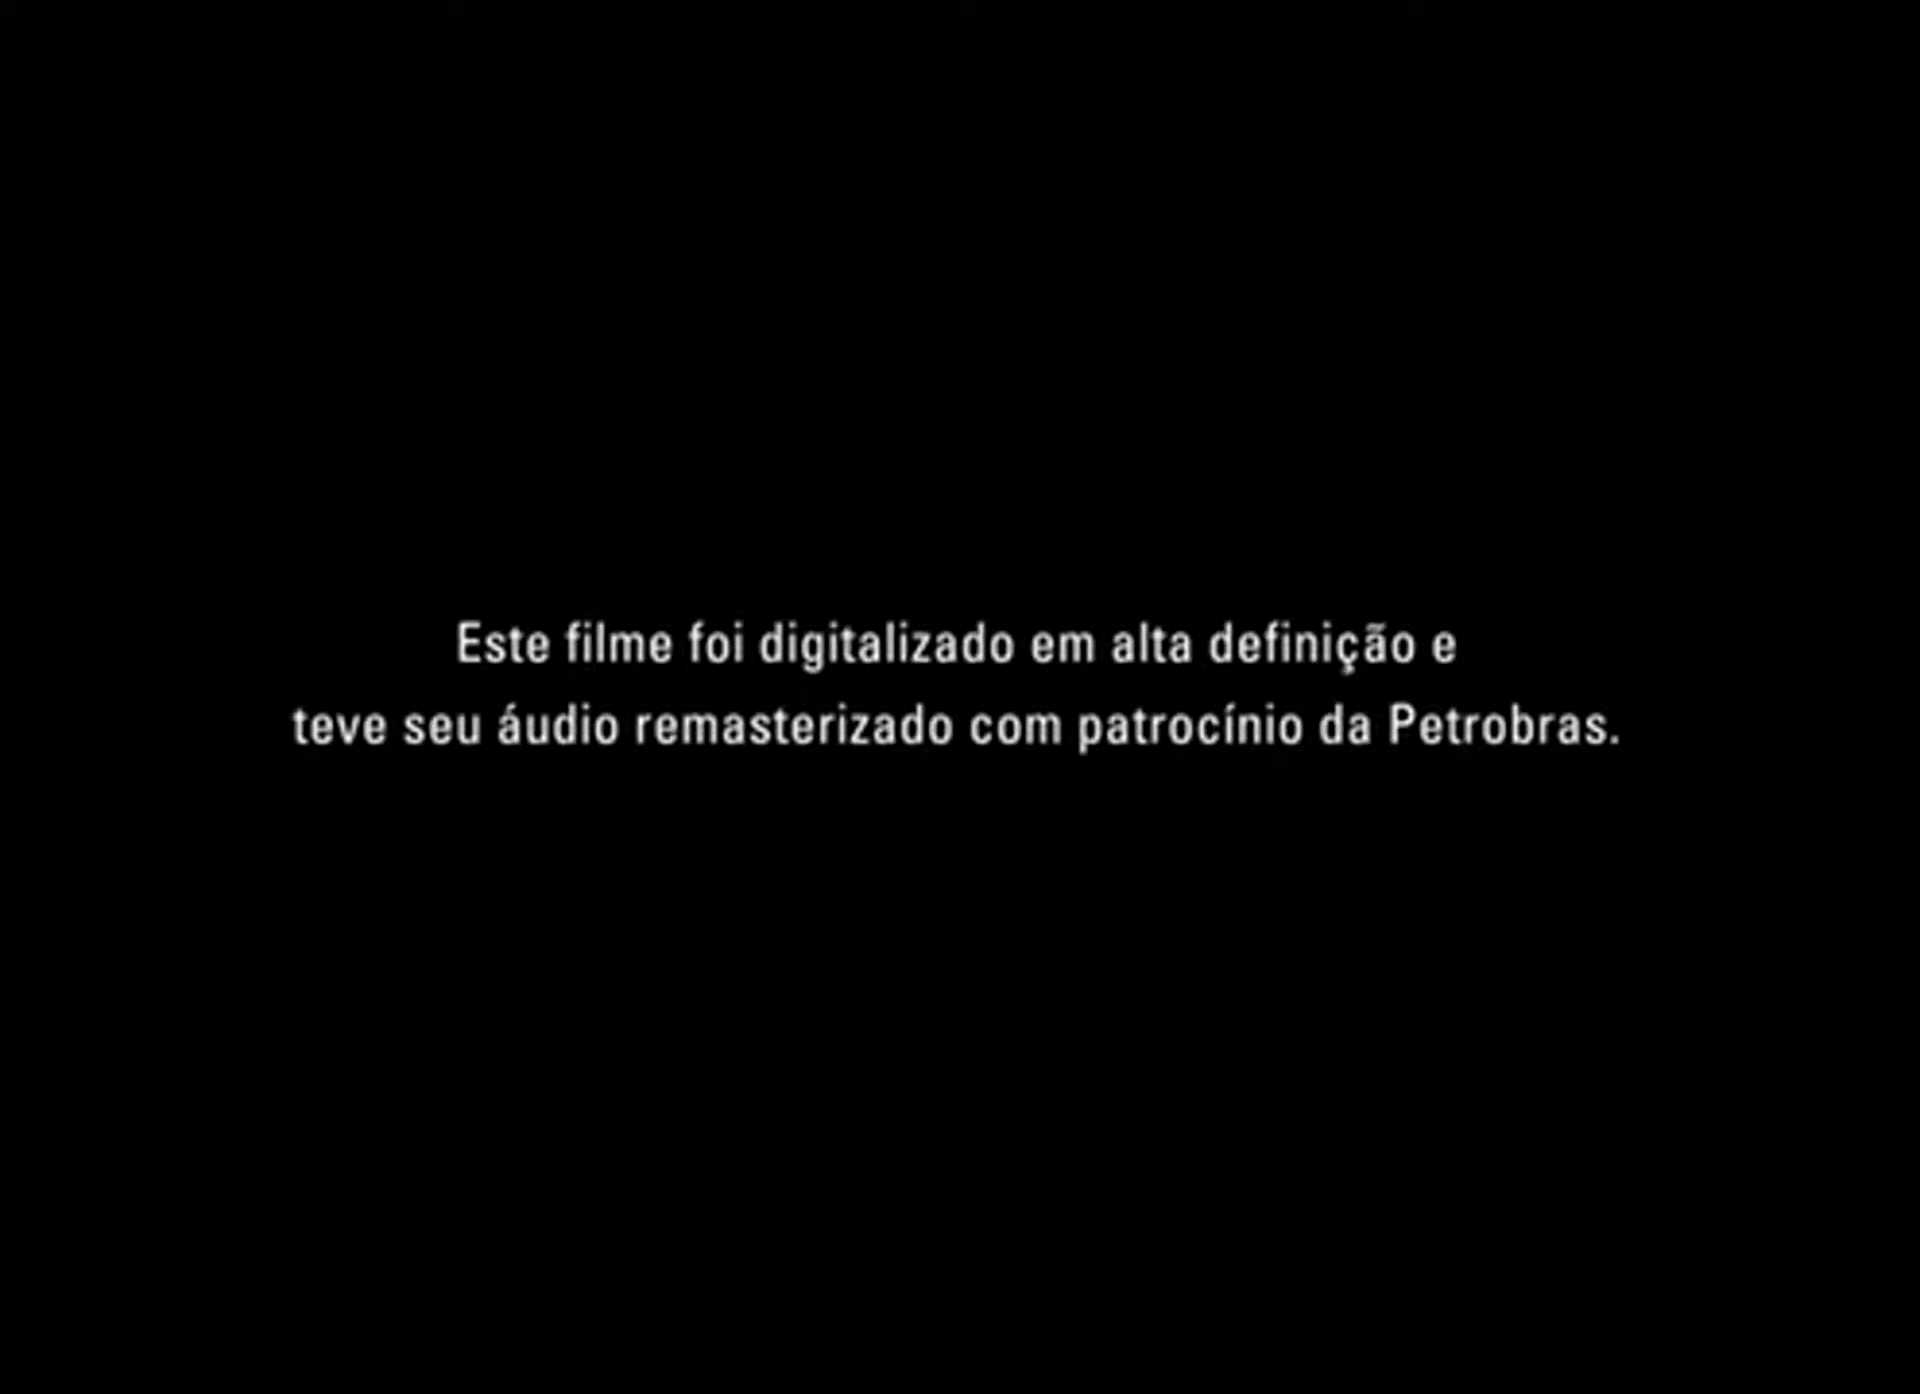 Este filme foi digitalizado em alta definição e
teve seu áudio remasterizado com patrocínio da Petrobras.